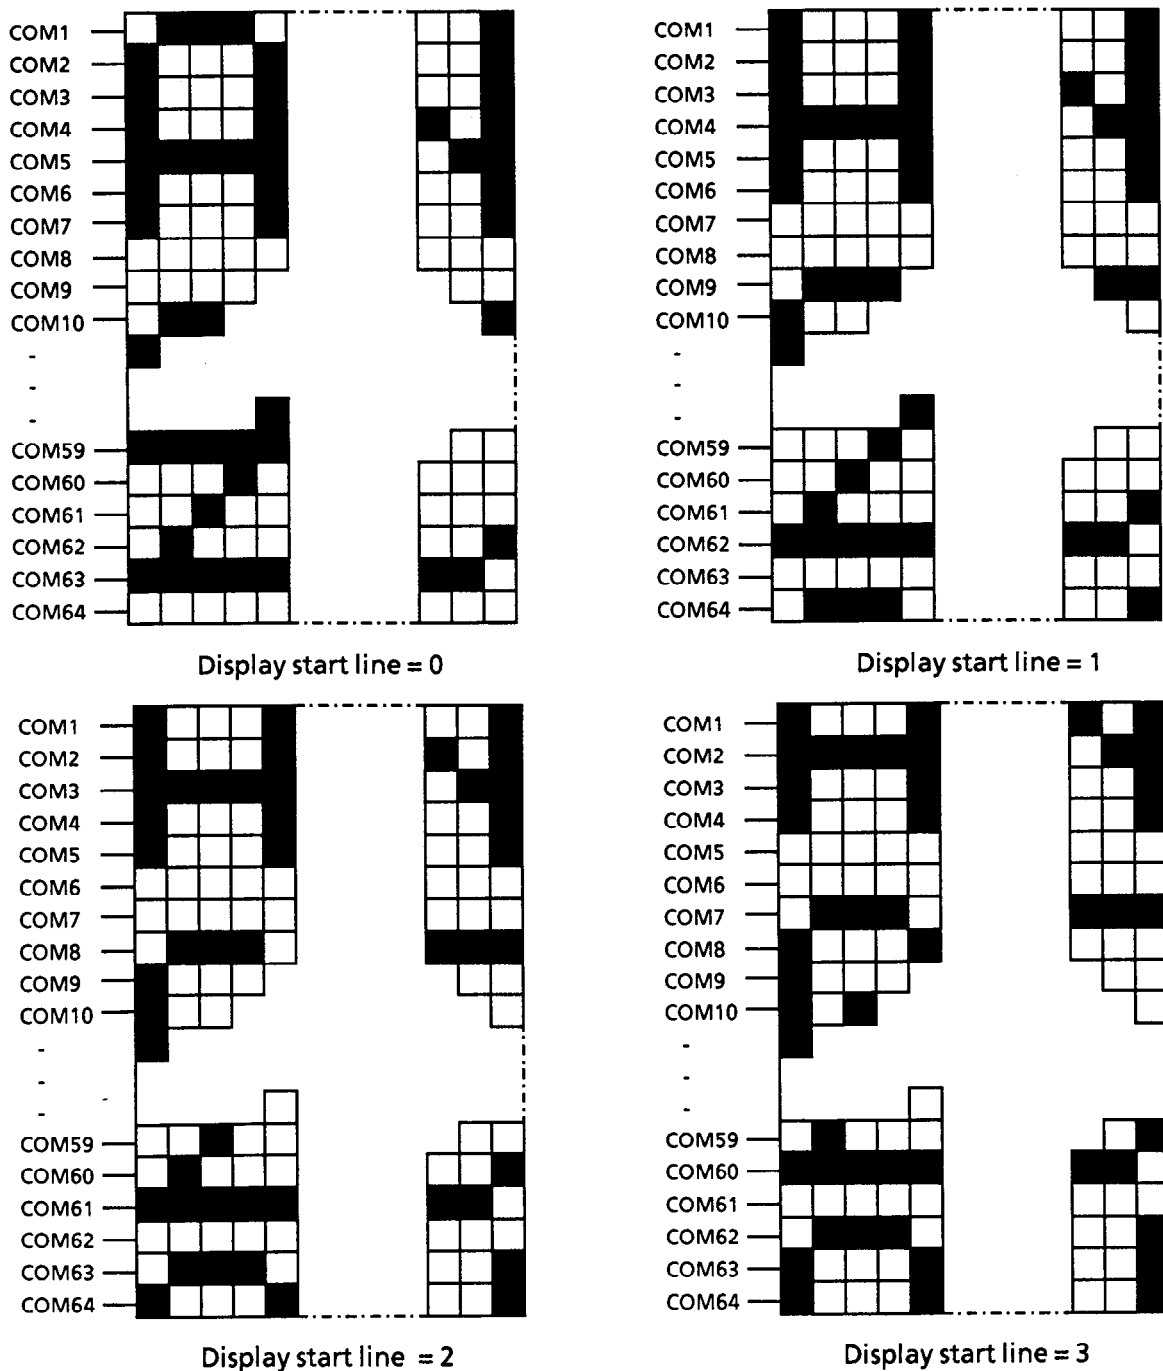 COM1
COM2
COM3
COM4
COM5
COM6
COM7
COM8
COM9
COM10
-
-
-
COM59
COM60
COM61
COM62
COM63
COM64
Display start line = 0
COM1
COM2
COM3
COM4
COM5
COM6
COM7
COM8
COM9
COM10
-
-
-
COM59
COM60
COM61
COM62
COM63
COM64
Display start line = 1
COM1
COM2
COM3
COM4
COM5
COM6
COM7
COM8
COM9
COM10
-
-
-
COM59
COM60
COM61
COM62
COM63
COM64
Display start line = 2
COM1
COM2
COM3
COM4
COM5
COM6
COM7
COM8
COM9
COM10
-
-
-
COM59
COM60
COM61
COM62
COM63
COM64
Display start line = 3